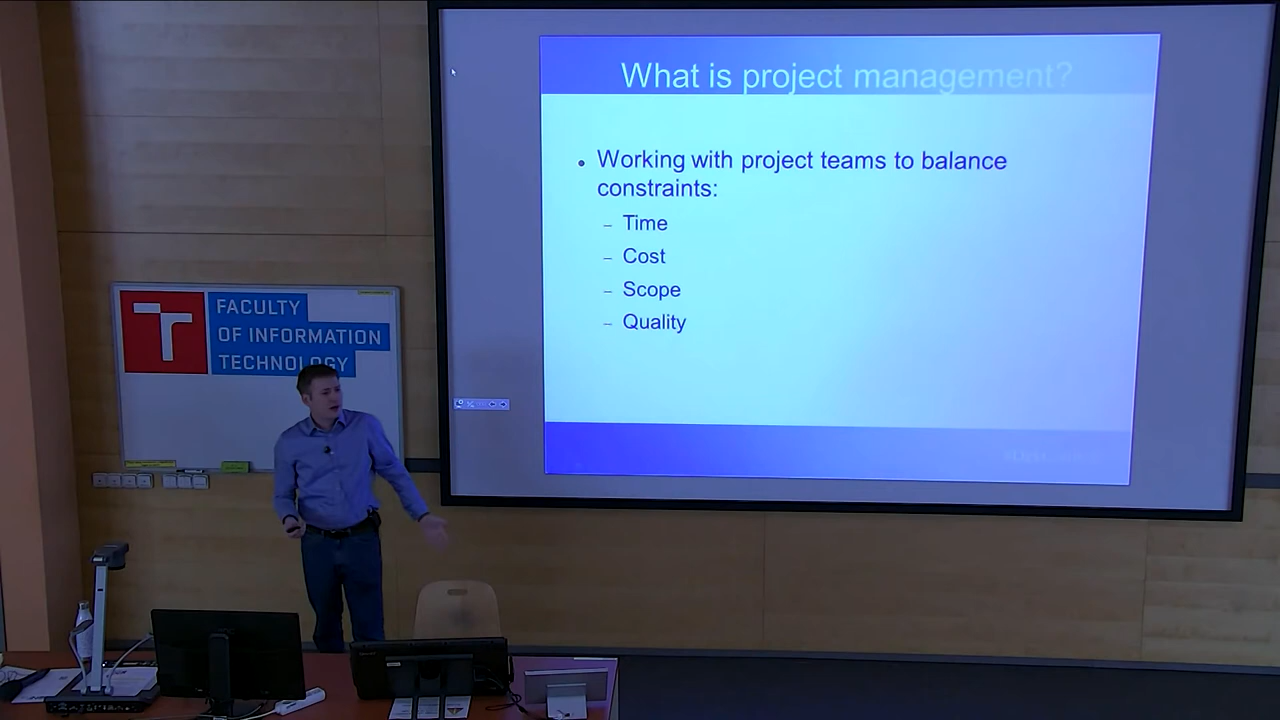 What is project management?
Working with project teams to balance
constraints:
– Time
– Cost
– Scope
– Quality
FACULTY
OF INFORMATION
TECHNOLOGY